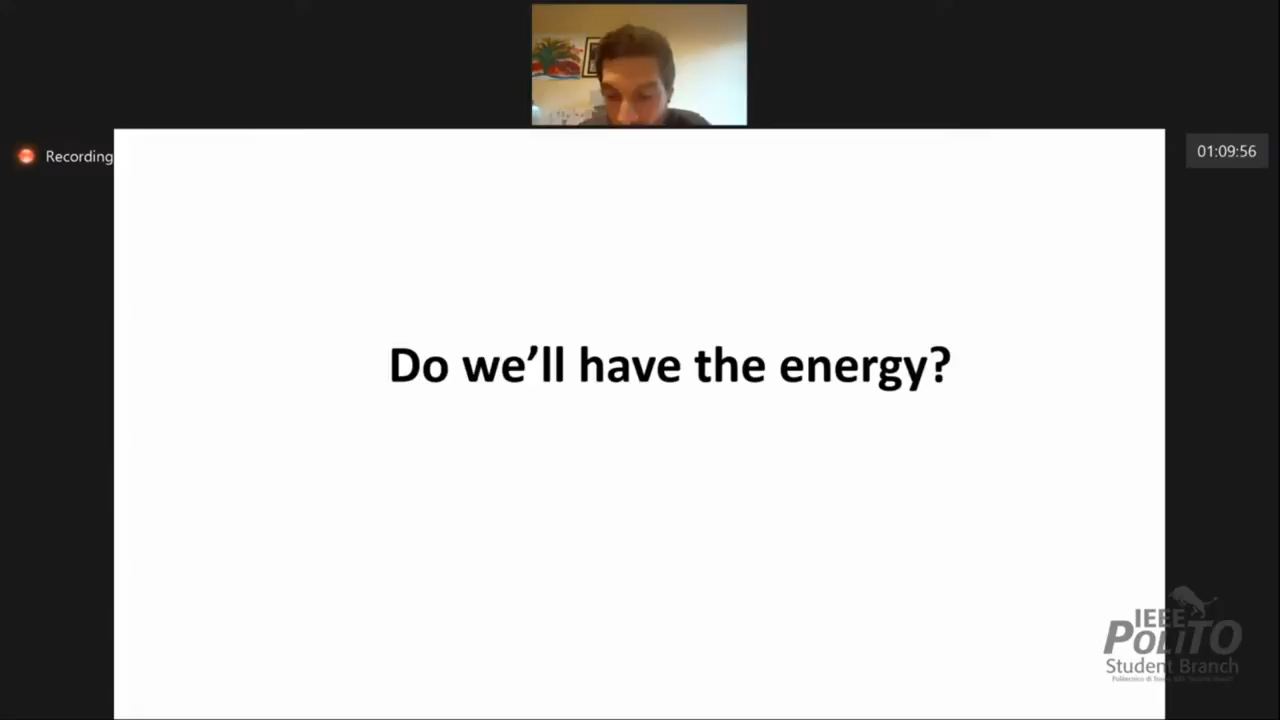 Recording
01:09:56
Do we’ll have the energy?
IEEE
POLITO
Student Branch